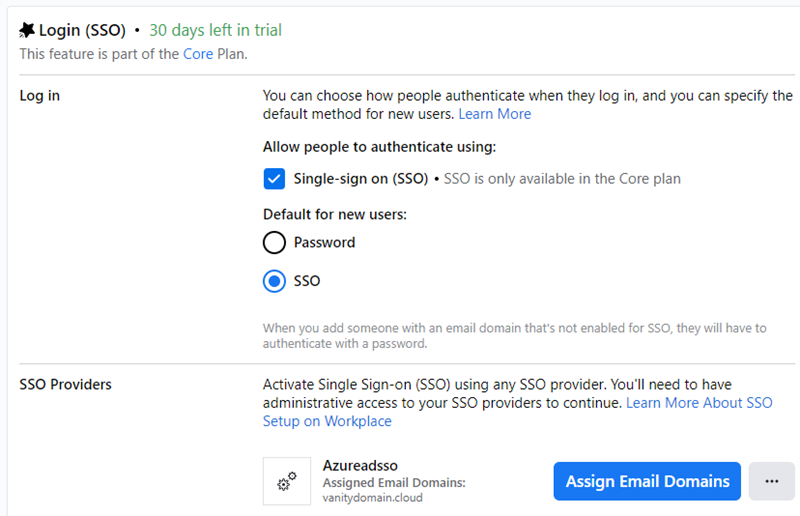 Login (SSO) • 30 days left in trial
This feature is part of the Core Plan.
Log in
You can choose how people authenticate when they log in, and you can specify the
default method for new users. Learn More
Allow people to authenticate using:
Single-sign on (SSO) • SSO is only available in the Core plan
Default for new users:
Password
SSO
When you add someone with an email domain that's not enabled for SSO, they will have to
authenticate with a password.
SSO Providers
Activate Single Sign-on (SSO) using any SSO provider. You'll need to have
administrative access to your SSO providers to continue. Learn More About SSO
Setup on Workplace
Azureadsso
Assigned Email Domains:
vanitydomain.cloud
Assign Email Domains
...